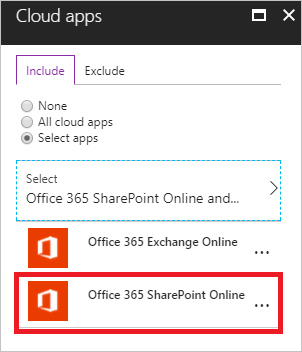 Cloud apps
Include Exclude
None
All cloud apps
Select apps
Select
Office 365 SharePoint Online and...
Office 365 Exchange Online
...
Office 365 SharePoint Online
...